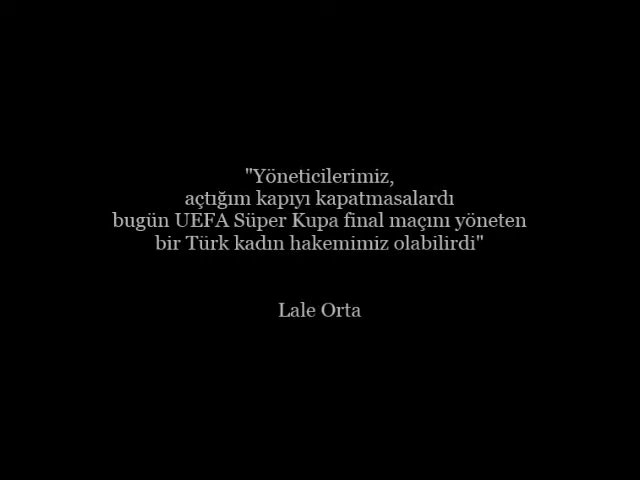 "Yöneticilerimiz,
açtığım kapıyı kapatmasalardı
bugün UEFA Süper Kupa final maçını yöneten
bir Türk kadın hakemimiz olabilirdi"
Lale Orta